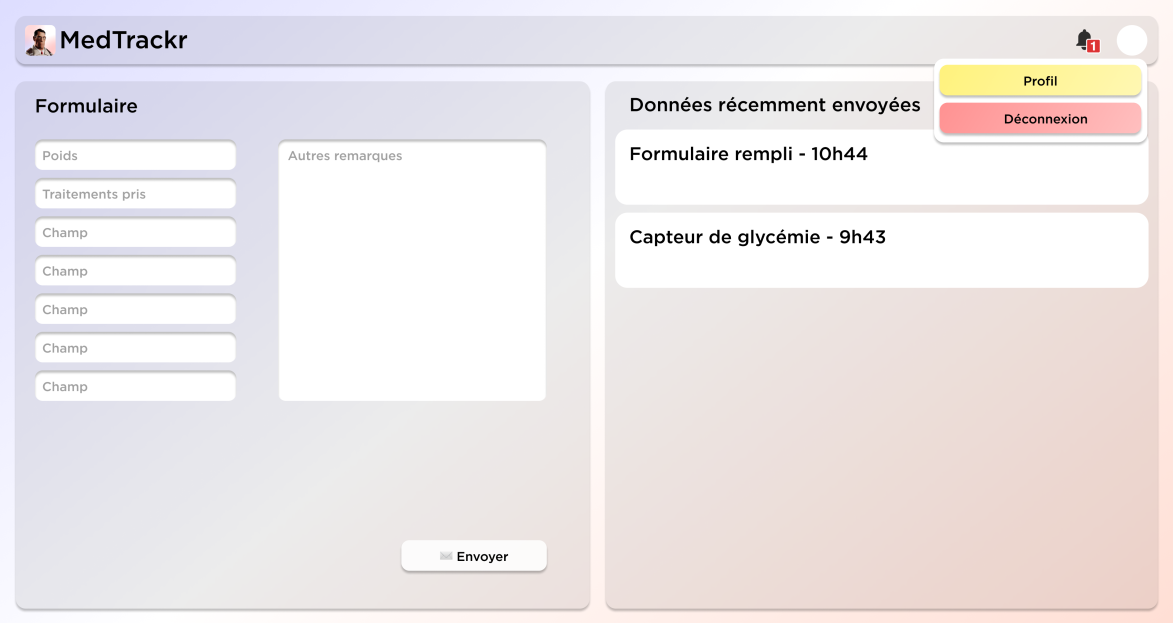 MedTrackr
1
Profil
Déconnexion
Formulaire
Poids
Traitements pris
Champ
Champ
Champ
Champ
Champ
Autres remarques
Envoyer
Données récemment envoyées
Formulaire rempli - 10h44
Capteur de glycémie - 9h43